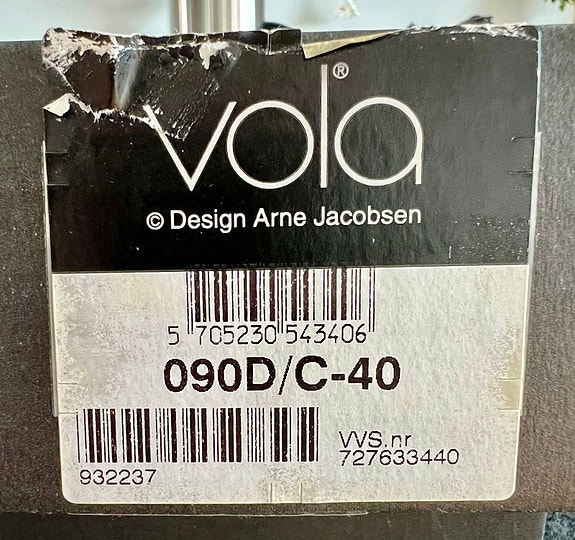 vola®
© Design Arne Jacobsen
5 705230 543406
090D/C-40
VVS.nr
727633440
932237